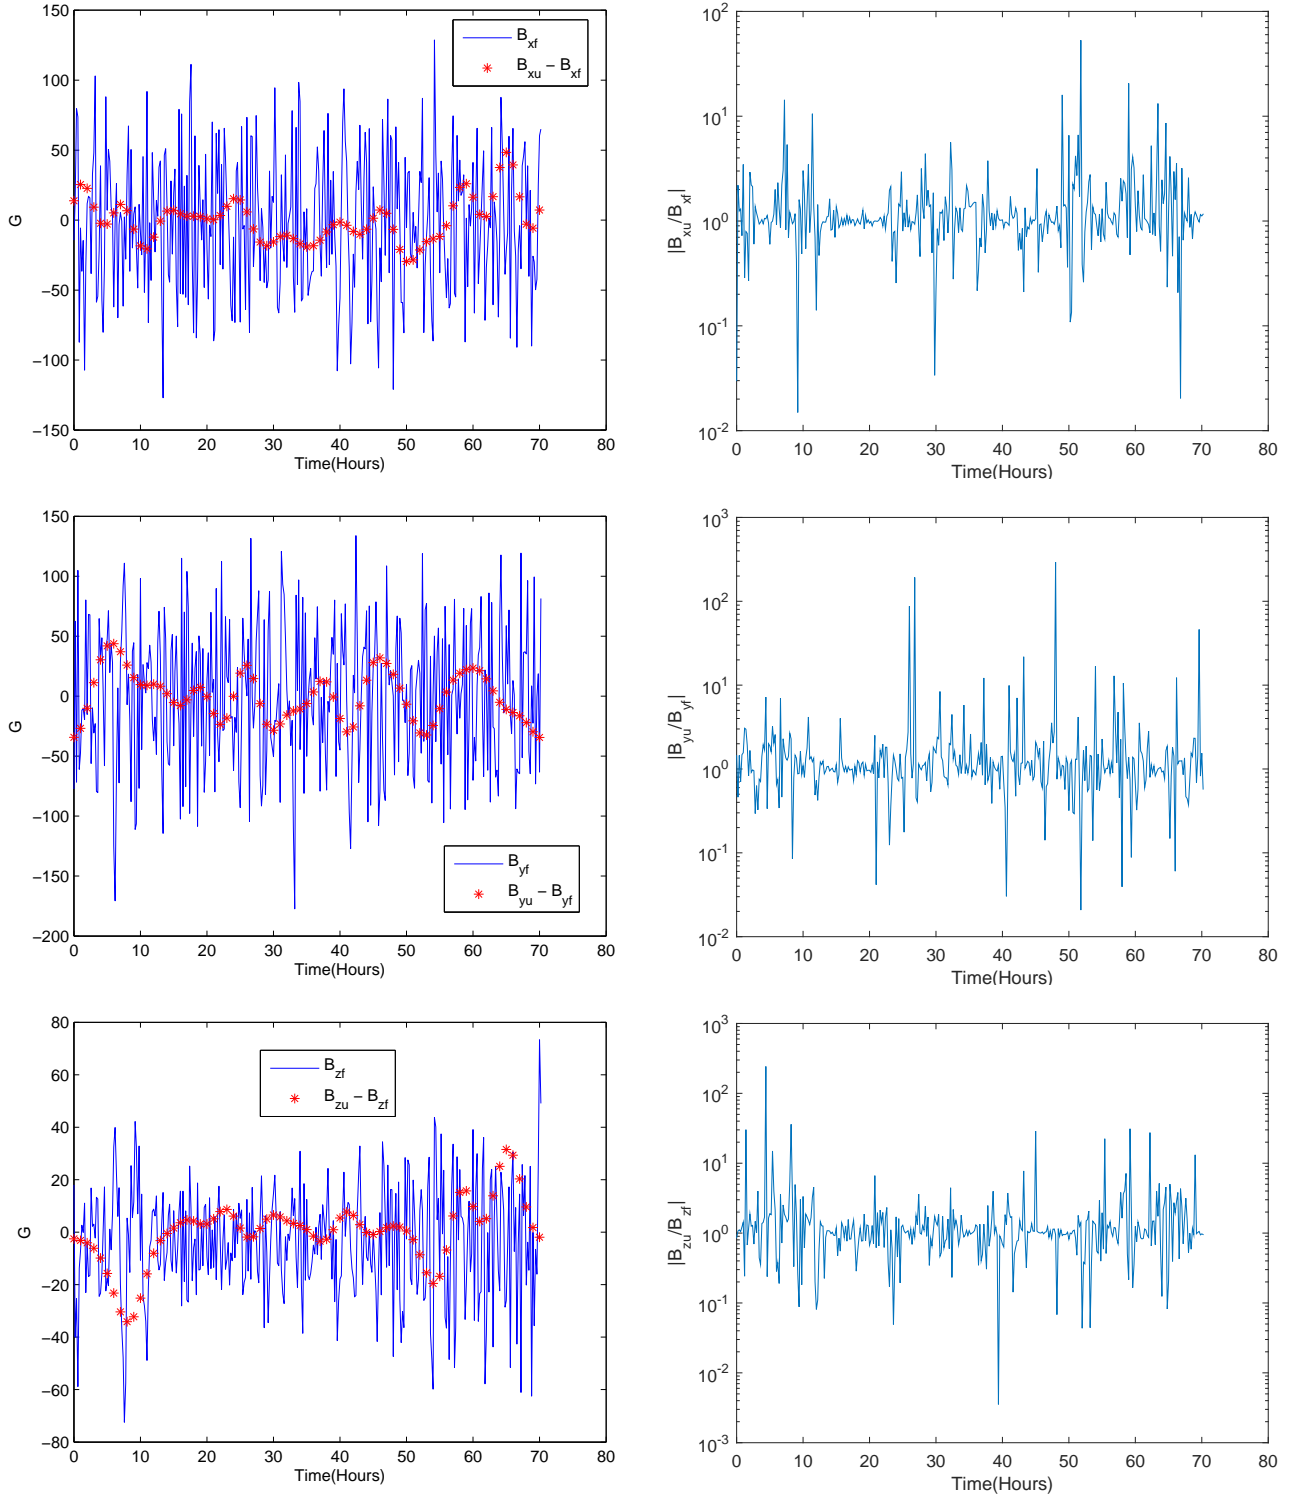 150
100
50
0
−50
−100
−150
G
B_xf
B_xu − B_xf
0 10 20 30 40 50 60 70 80
Time(Hours)
10^2
10^1
10^0
10^-1
10^-2
|B_xu/B_xf|
0 10 20 30 40 50 60 70 80
Time(Hours)
150
100
50
0
−50
−100
−150
−200
G
B_yf
B_yu − B_yf
0 10 20 30 40 50 60 70 80
Time(Hours)
10^3
10^2
10^1
10^0
10^-1
10^-2
|B_yu/B_yf|
0 10 20 30 40 50 60 70 80
Time(Hours)
80
60
40
20
0
−20
−40
−60
−80
G
B_zf
B_zu − B_zf
0 10 20 30 40 50 60 70 80
Time(Hours)
10^3
10^2
10^1
10^0
10^-1
10^-2
10^-3
|B_zu/B_zf|
0 10 20 30 40 50 60 70 80
Time(Hours)